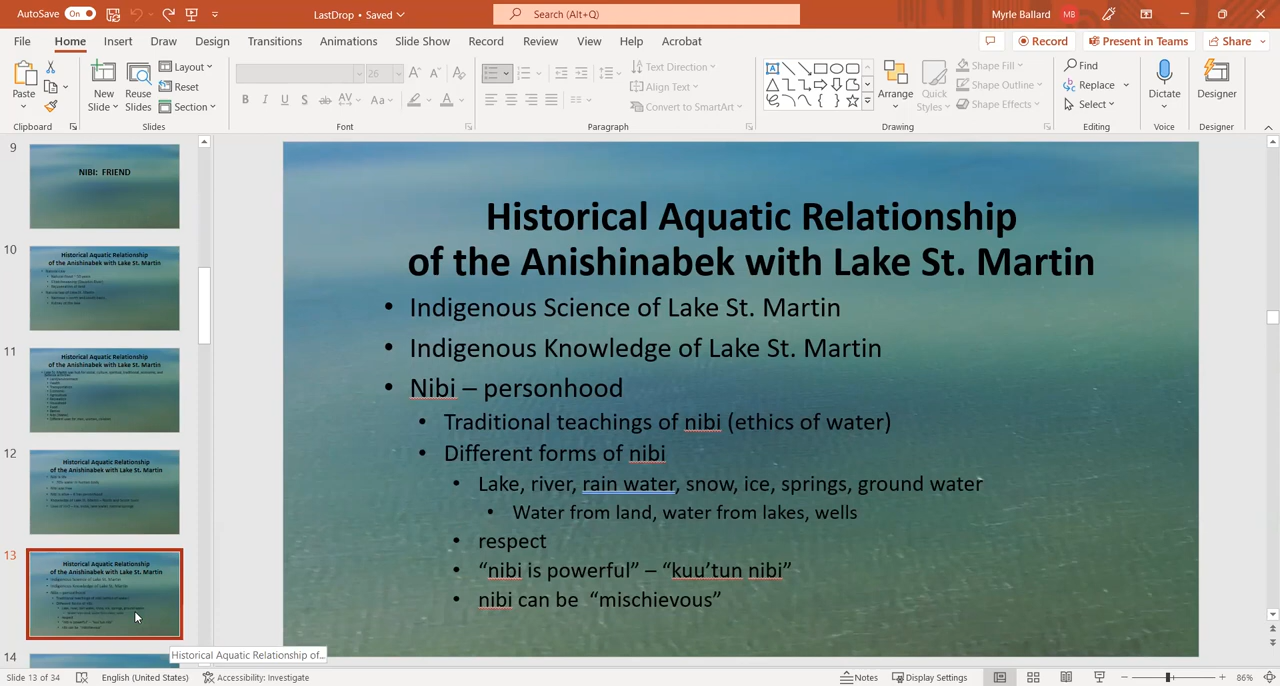 AutoSave On LastDrop • Saved Search (Alt+Q) Myrle Ballard MB
File Home Insert Draw Design Transitions Animations Slide Show Record Review View Help Acrobat Record Present in Teams Share
Paste New Slide Reuse Slides Layout Reset Section
26
B I U S ab AV Aa A
Text Direction
Align Text
Convert to SmartArt
Arrange Quick Styles Shape Fill Shape Outline Shape Effects
Find
Replace
Select
Dictate Designer
Clipboard Slides Font Paragraph Drawing Editing Voice Designer
9
NIBI: FRIEND
10
Historical Aquatic Relationship
of the Anishinabek with Lake St. Martin
11
Historical Aquatic Relationship
of the Anishinabek with Lake St. Martin
12
Historical Aquatic Relationship
of the Anishinabek with Lake St. Martin
13
Historical Aquatic Relationship
of the Anishinabek with Lake St. Martin
14
Historical Aquatic Relationship of...
Historical Aquatic Relationship
of the Anishinabek with Lake St. Martin
• Indigenous Science of Lake St. Martin
• Indigenous Knowledge of Lake St. Martin
• Nibi – personhood
• Traditional teachings of nibi (ethics of water)
• Different forms of nibi
• Lake, river, rain water, snow, ice, springs, ground water
• Water from land, water from lakes, wells
• respect
• “nibi is powerful” – “kuu’tun nibi”
• nibi can be “mischievous”
Slide 13 of 34 English (United States) Accessibility: Investigate Notes Display Settings 86%